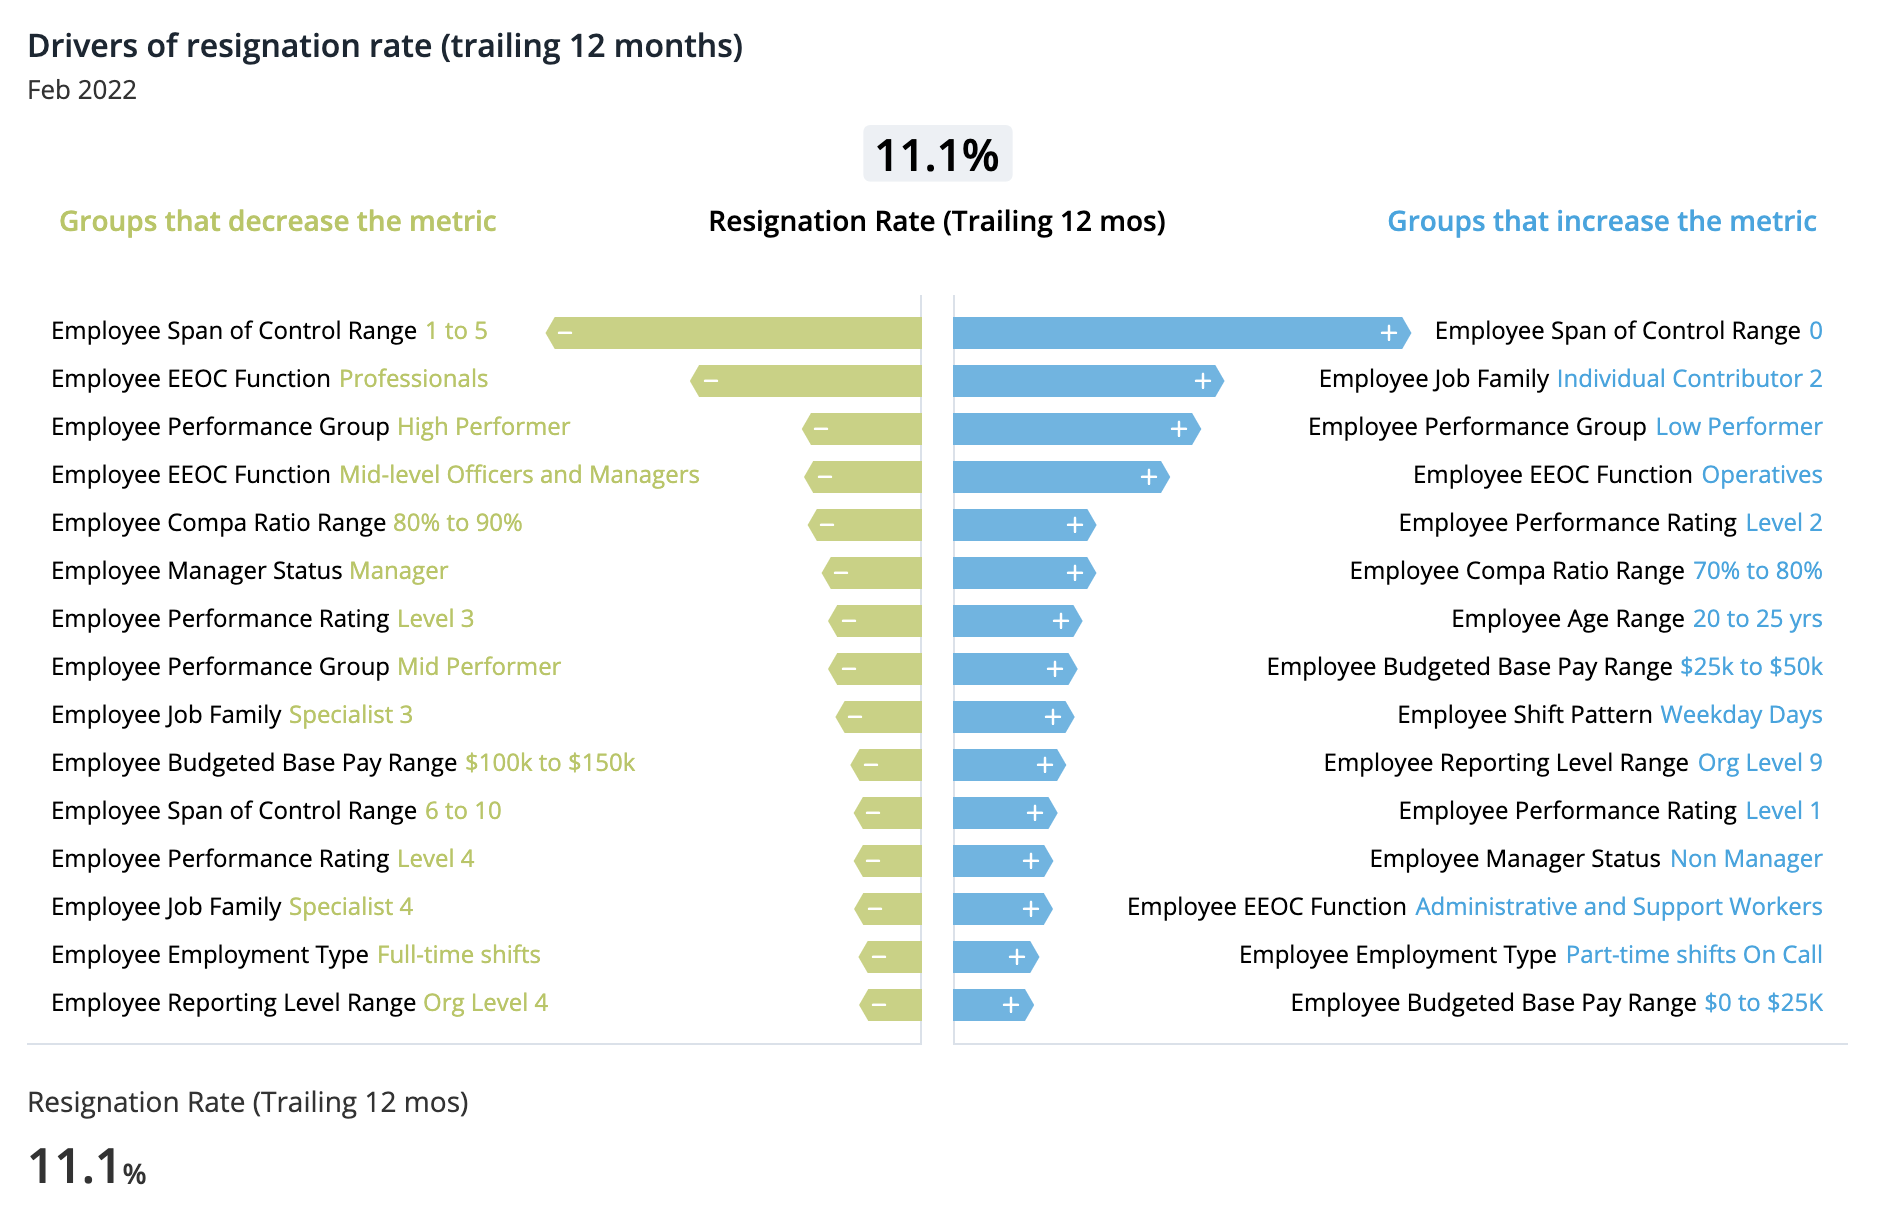 Drivers of resignation rate (trailing 12 months)
Feb 2022
11.1%
Groups that decrease the metric
Resignation Rate (Trailing 12 mos)
Groups that increase the metric
Employee Span of Control Range 1 to 5
Employee Span of Control Range 0
Employee EEOC Function Professionals
Employee Job Family Individual Contributor 2
Employee Performance Group High Performer
Employee Performance Group Low Performer
Employee EEOC Function Mid-level Officers and Managers
Employee EEOC Function Operatives
Employee Compa Ratio Range 80% to 90%
Employee Performance Rating Level 2
Employee Manager Status Manager
Employee Compa Ratio Range 70% to 80%
Employee Performance Rating Level 3
Employee Age Range 20 to 25 yrs
Employee Performance Group Mid Performer
Employee Budgeted Base Pay Range $25k to $50k
Employee Job Family Specialist 3
Employee Shift Pattern Weekday Days
Employee Budgeted Base Pay Range $100k to $150k
Employee Reporting Level Range Org Level 9
Employee Span of Control Range 6 to 10
Employee Performance Rating Level 1
Employee Performance Rating Level 4
Employee Manager Status Non Manager
Employee Job Family Specialist 4
Employee EEOC Function Administrative and Support Workers
Employee Employment Type Full-time shifts
Employee Employment Type Part-time shifts On Call
Employee Reporting Level Range Org Level 4
Employee Budgeted Base Pay Range $0 to $25K
Resignation Rate (Trailing 12 mos)
11.1%